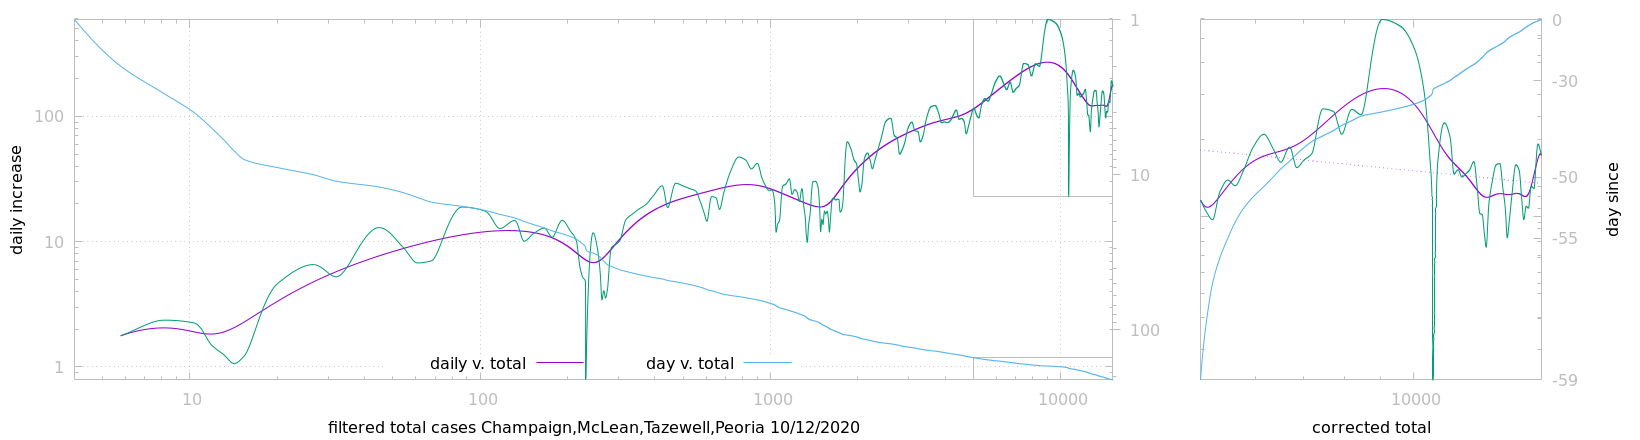 daily increase
100
10
1
10
100
1000
10000
1
10
100
daily v. total
day v. total
filtered total cases Champaign,McLean,Tazewell,Peoria 10/12/2020
0
-30
-50
-55
-59
day since
10000
corrected total